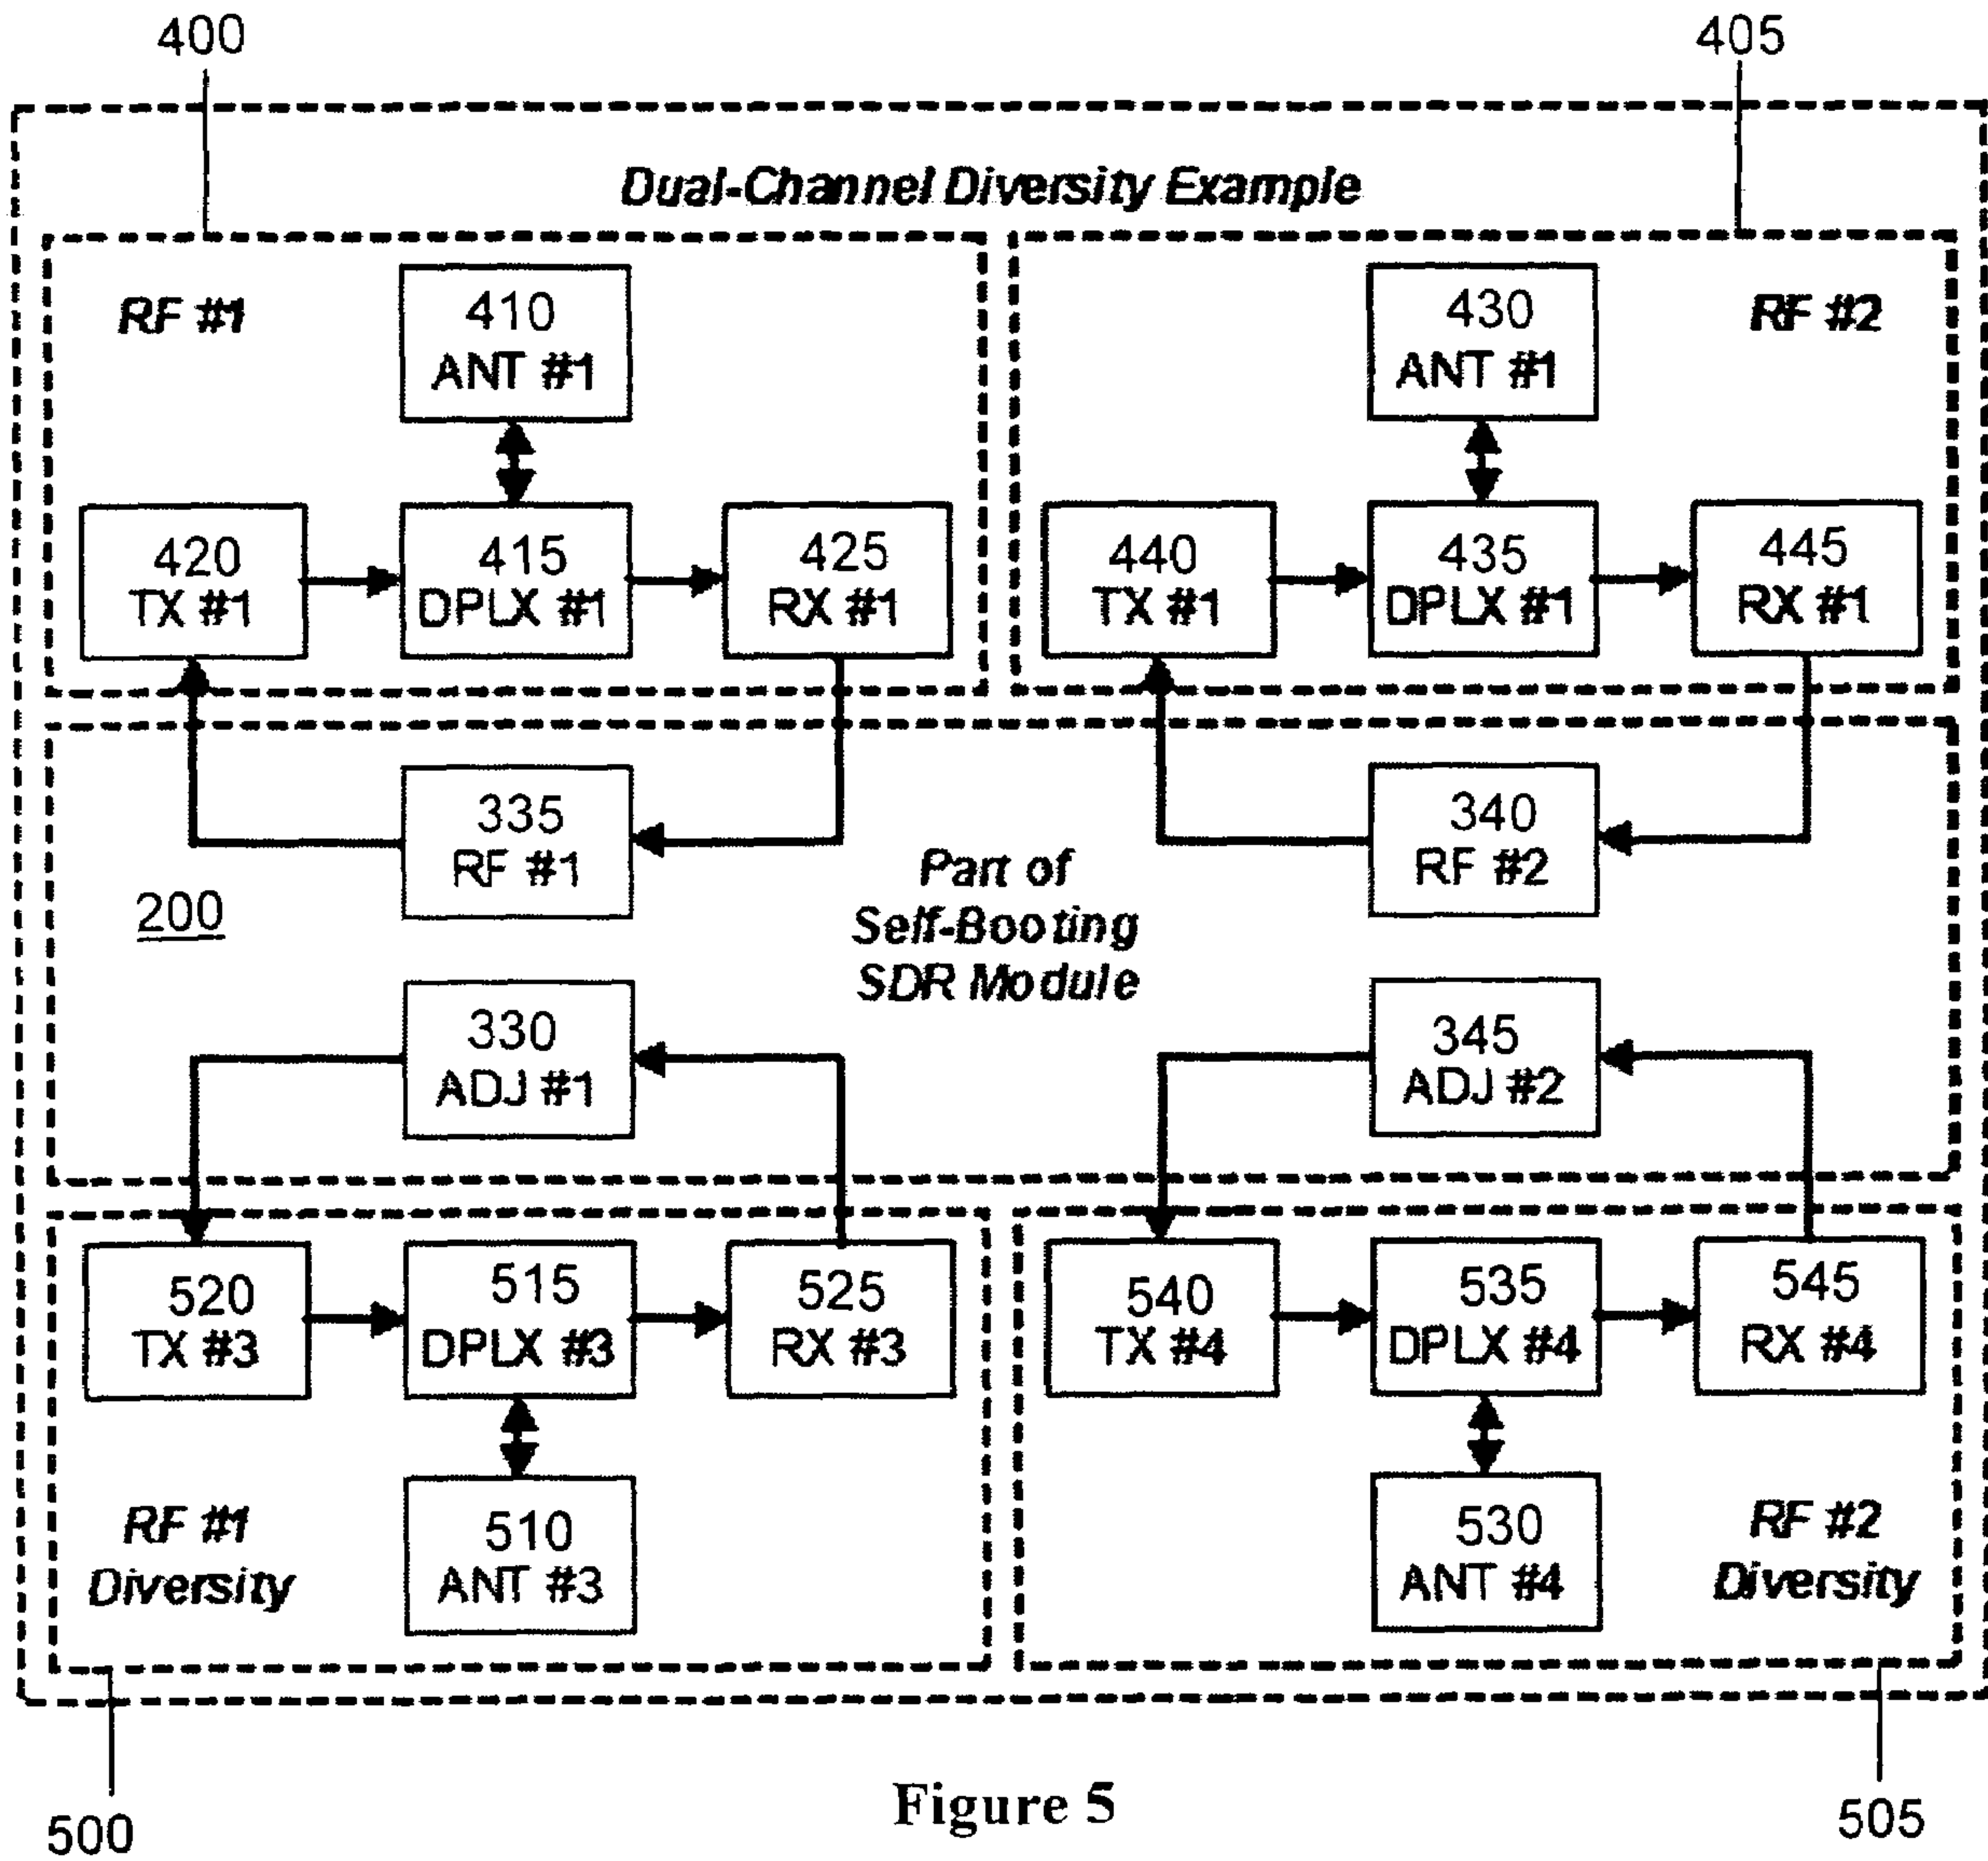 400
405
Dual-Channel Diversity Example
RF #1
410
ANT #1
420
TX #1
415
DPLX #1
425
RX #1
430
ANT #1
RF #2
440
TX #1
435
DPLX #1
445
RX #1
335
RF #1
340
RF #2
200
Part of
Self-Booting
SDR Module
330
ADJ #1
345
ADJ #2
520
TX #3
515
DPLX #3
525
RX #3
540
TX #4
535
DPLX #4
545
RX #4
RF #1
Diversity
510
ANT #3
530
ANT #4
RF #2
Diversity
500
Figure 5
505